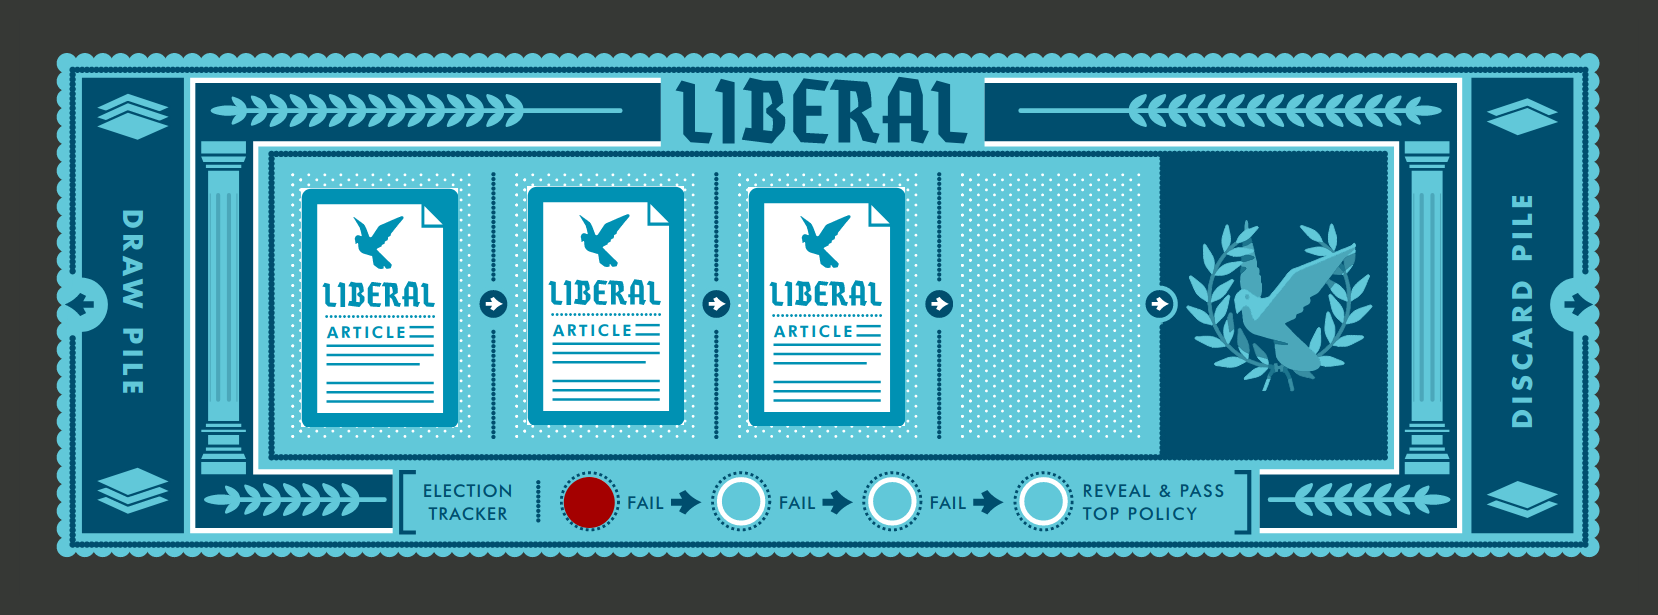 LIBERAL
DRAW PILE
LIBERAL
ARTICLE
LIBERAL
ARTICLE
LIBERAL
ARTICLE
DISCARD PILE
ELECTION
TRACKER
FAIL
FAIL
FAIL
REVEAL & PASS
TOP POLICY